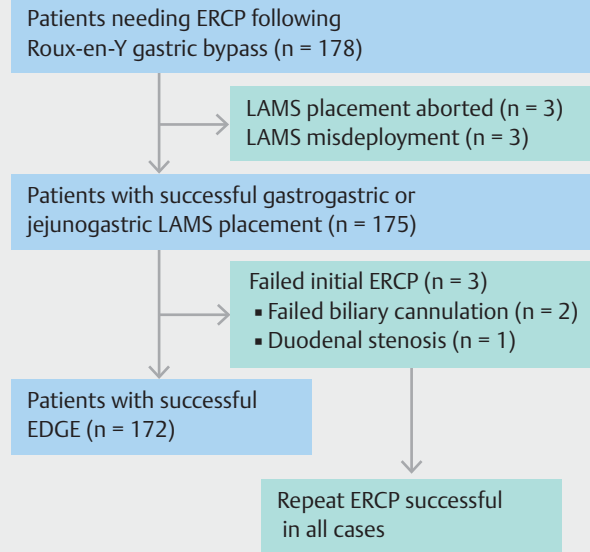 Patients needing ERCP following
Roux-en-Y gastric bypass (n = 178)
LAMS placement aborted (n = 3)
LAMS misdeployment (n = 3)
Patients with successful gastrogastric or
jejunogastric LAMS placement (n = 175)
Failed initial ERCP (n = 3)
▪ Failed biliary cannulation (n = 2)
▪ Duodenal stenosis (n = 1)
Patients with successful
EDGE (n = 172)
Repeat ERCP successful
in all cases